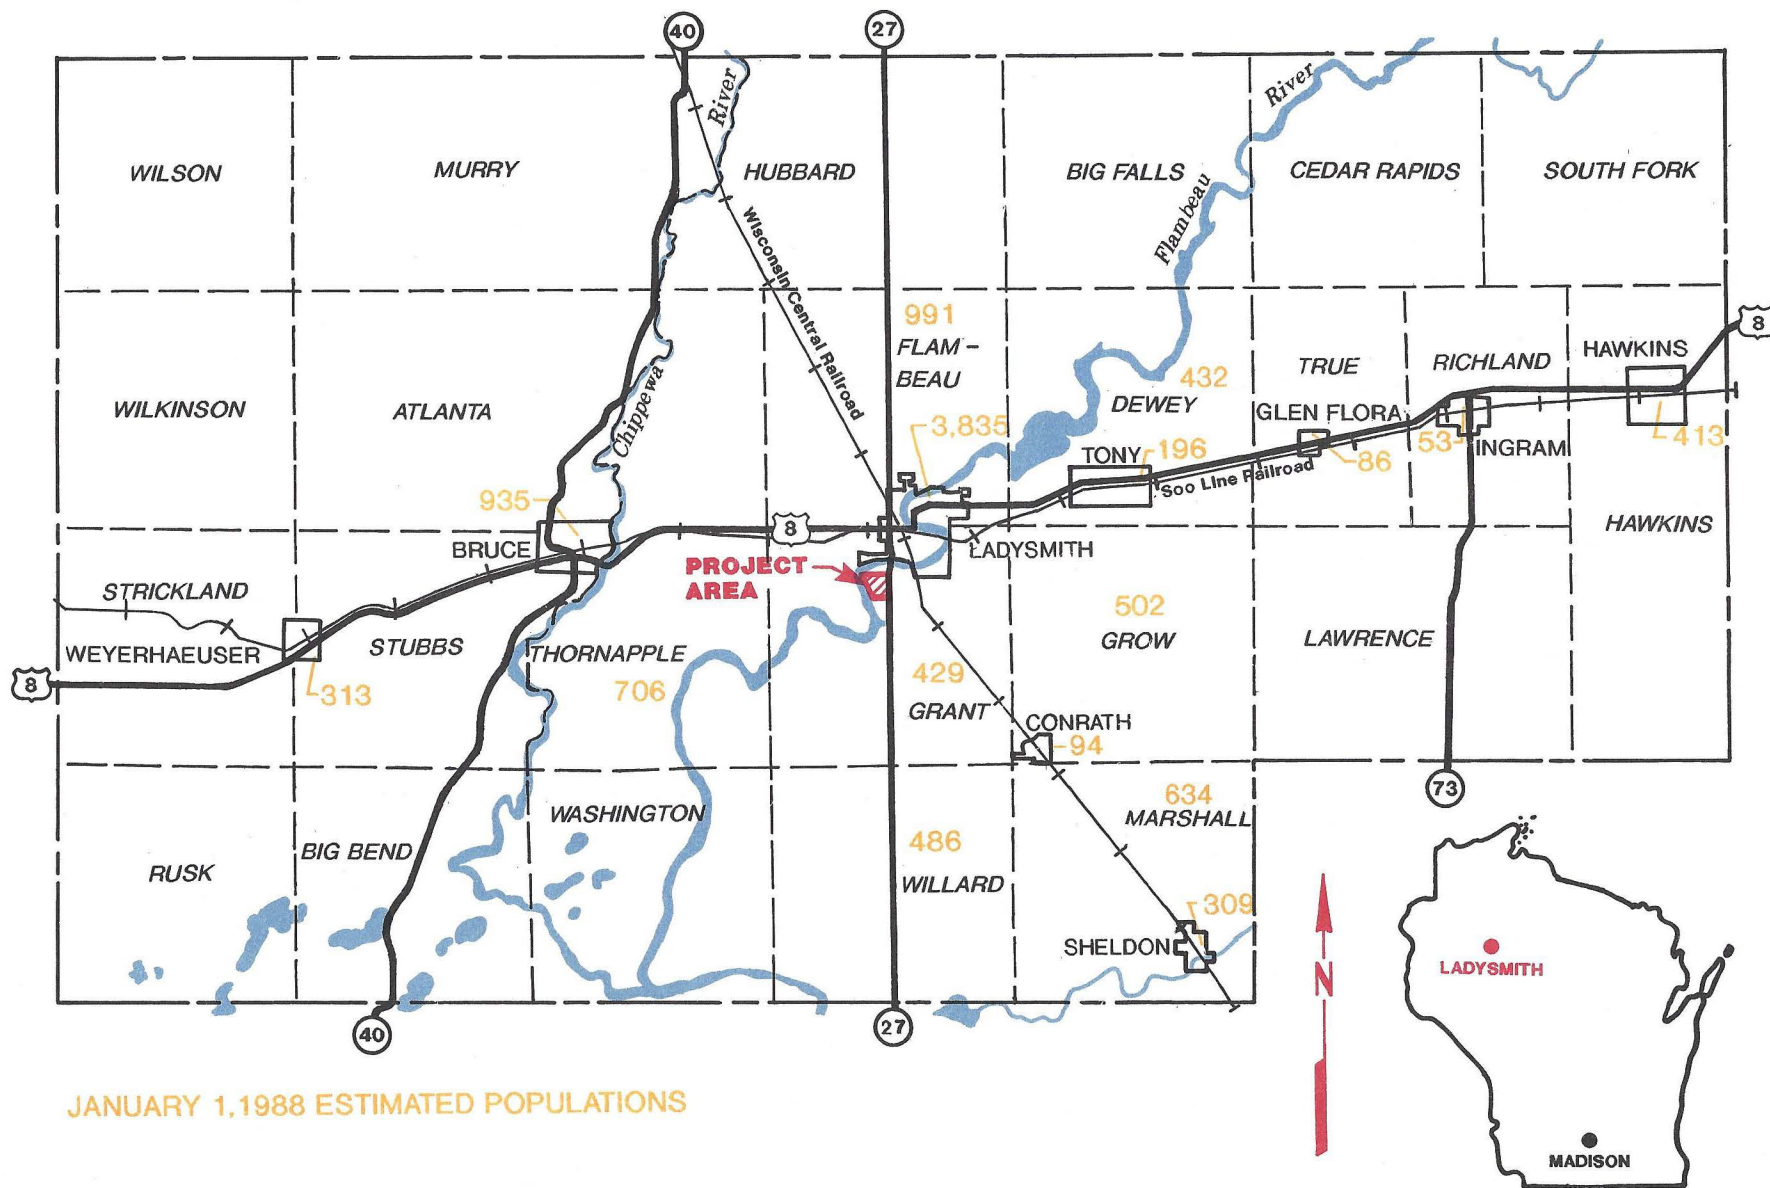 40
27
River
River
WILSON
MURRY
HUBBARD
BIG FALLS
CEDAR RAPIDS
SOUTH FORK
Flambeau
Wisconsin Central Railroad
991
FLAM-
BEAU
8
HAWKINS
TRUE
RICHLAND
432
DEWEY
WILKINSON
ATLANTA
Chippewa
GLEN FLORA
3,835
53
INGRAM
413
TONY
196
86
Soo Line Railroad
935
HAWKINS
8
BRUCE
LADYSMITH
PROJECT
AREA
STRICKLAND
502
GROW
LAWRENCE
WEYERHAEUSER
STUBBS
THORNAPPLE
706
429
GRANT
8
313
CONRATH
94
73
WASHINGTON
634
MARSHALL
BIG BEND
RUSK
486
WILLARD
309
SHELDON
40
27
N
LADYSMITH
MADISON
JANUARY 1,1988 ESTIMATED POPULATIONS